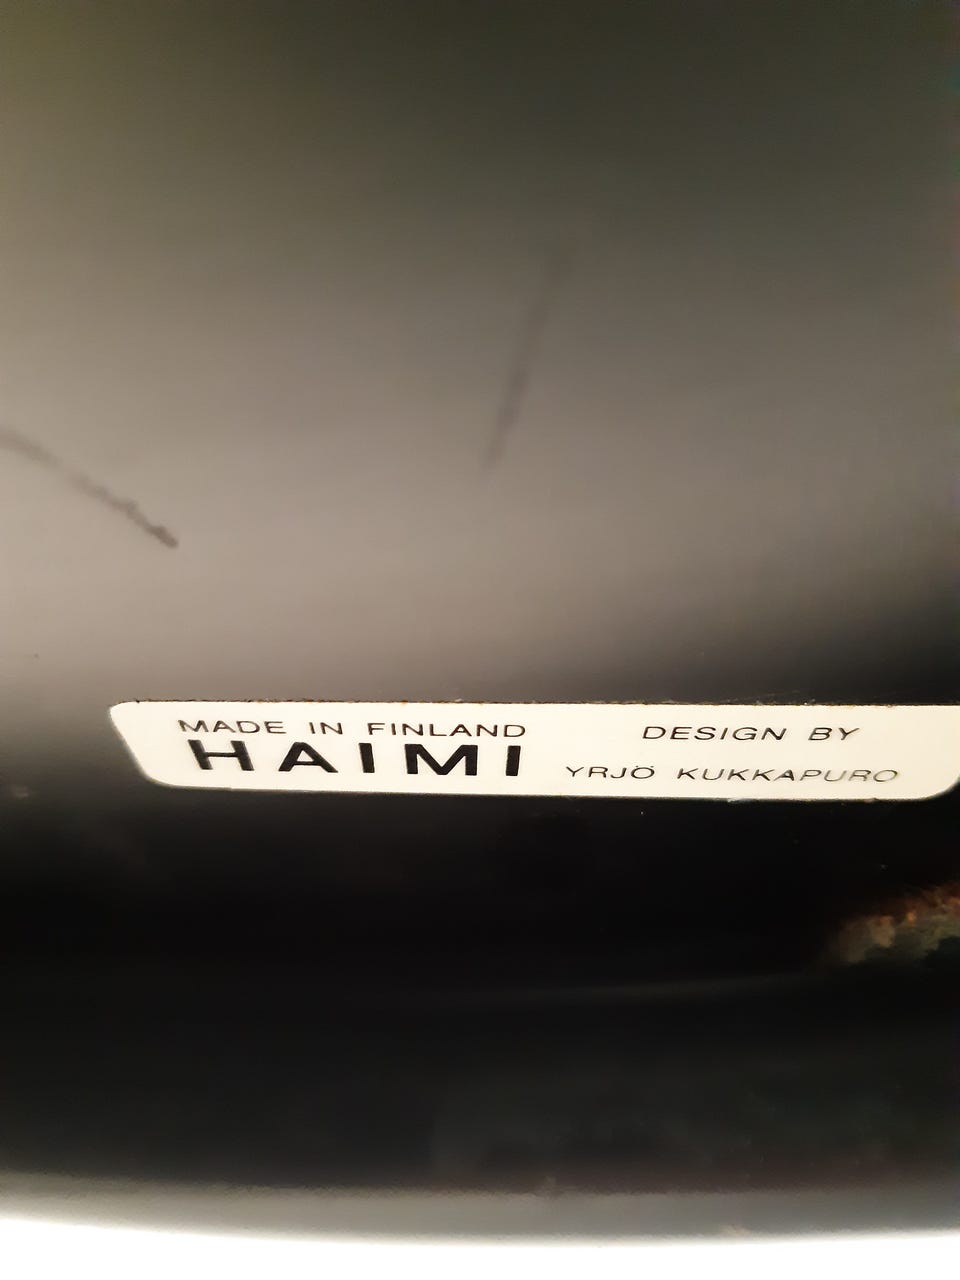 MADE IN FINLAND
HAIMI
DESIGN BY
YRJÖ KUKKAPURO